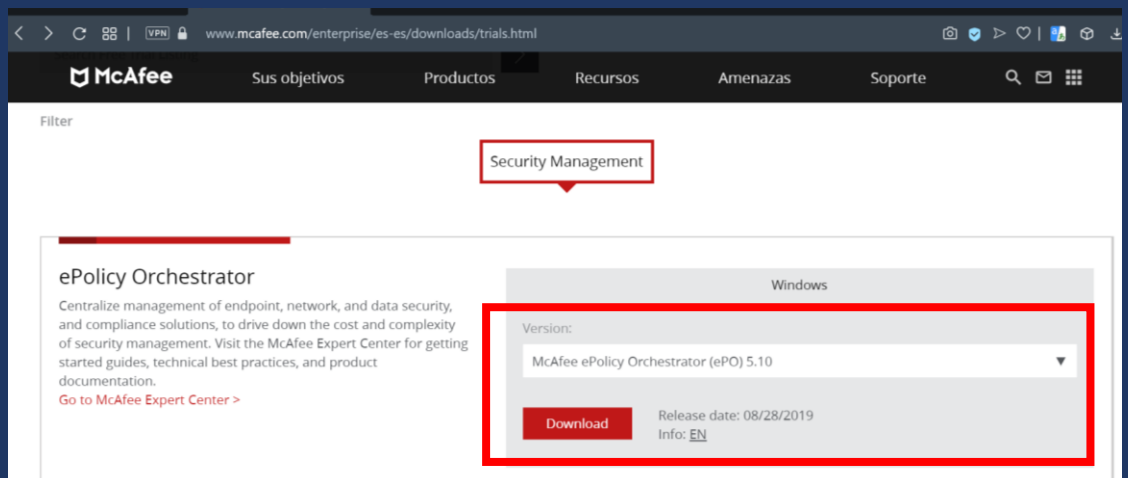 VPN
www.mcafee.com/enterprise/es-es/downloads/trials.html
McAfee
Sus objetivos
Productos
Recursos
Amenazas
Soporte
Filter
Security Management
ePolicy Orchestrator
Centralize management of endpoint, network, and data security,
and compliance solutions, to drive down the cost and complexity
of security management. Visit the McAfee Expert Center for getting
started guides, technical best practices, and product
documentation.
Go to McAfee Expert Center >
Windows
Version:
McAfee ePolicy Orchestrator (ePO) 5.10
Download
Release date: 08/28/2019
Info: EN